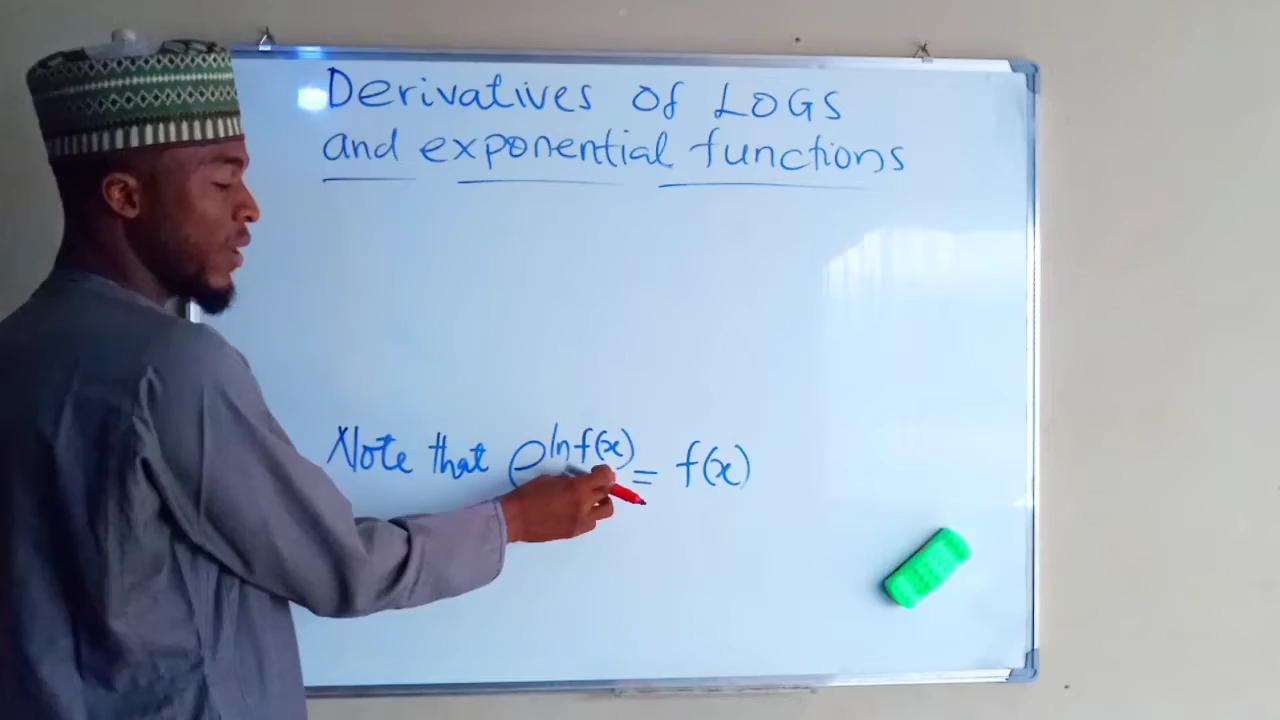 Derivatives of LOGS
and exponential functions
Note that e^ln f(x) = f(x)